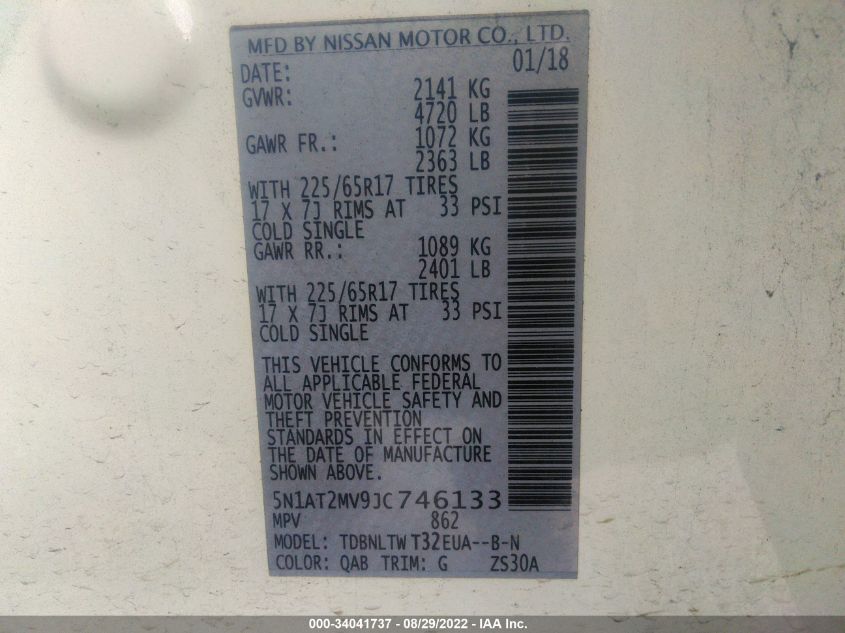 MFD BY NISSAN MOTOR CO., LTD.
DATE: 01/18
GVWR: 2141 KG
4720 LB
GAWR FR.: 1072 KG
2363 LB
WITH 225/65R17 TIRES
17 X 7J RIMS AT 33 PSI
COLD SINGLE
GAWR RR.: 1089 KG
2401 LB
WITH 225/65R17 TIRES
17 X 7J RIMS AT 33 PSI
COLD SINGLE
THIS VEHICLE CONFORMS TO
ALL APPLICABLE FEDERAL
MOTOR VEHICLE SAFETY AND
THEFT PREVENTION
STANDARDS IN EFFECT ON
THE DATE OF MANUFACTURE
SHOWN ABOVE.
5N1AT2MV9JC746133
MPV 862
MODEL: TDBNLTW T32EUA--B-N
COLOR: QAB TRIM: G ZS30A
000-34041737 - 08/29/2022 - IAA Inc.